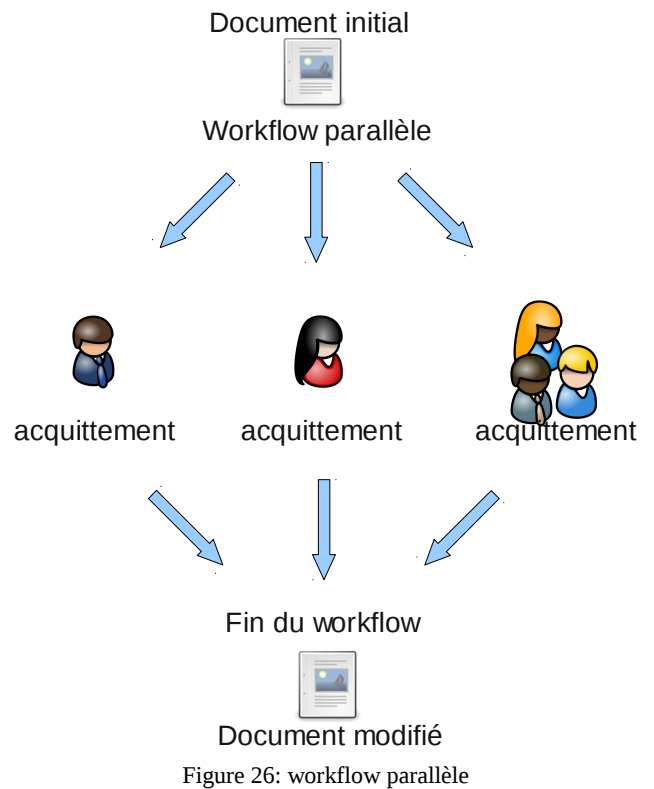 Document initial
Workflow parallèle
acquittement acquittement acquittement
Fin du workflow
Document modifié
Figure 26: workflow parallèle